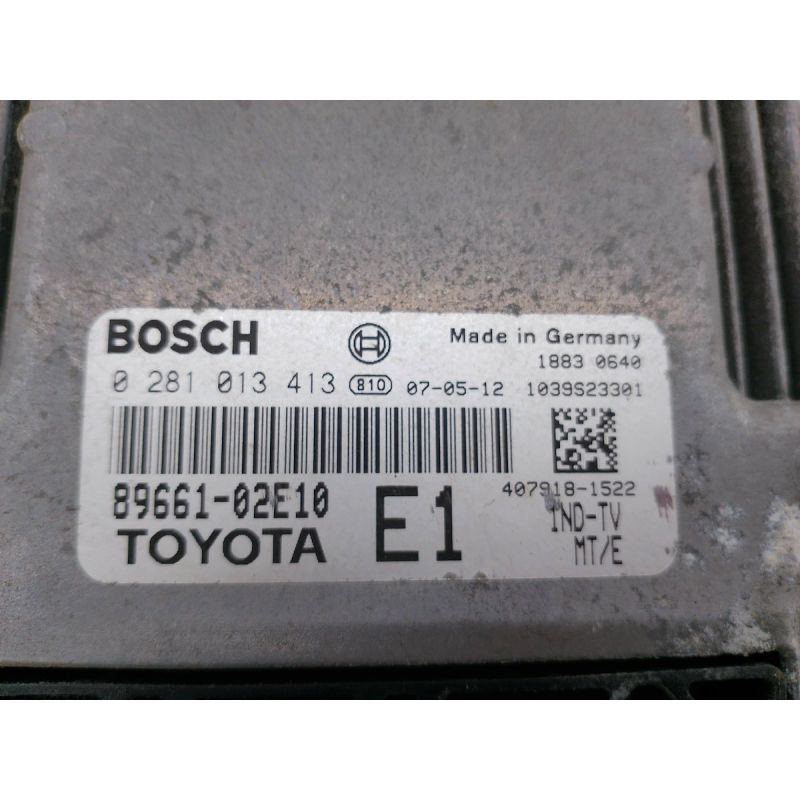 BOSCH Made in Germany
1883 0640
0 281 013 413 810 07-05-12 1039S23301
407918-1522
89661-02E10 E1 1ND-TV
TOYOTA MT/E